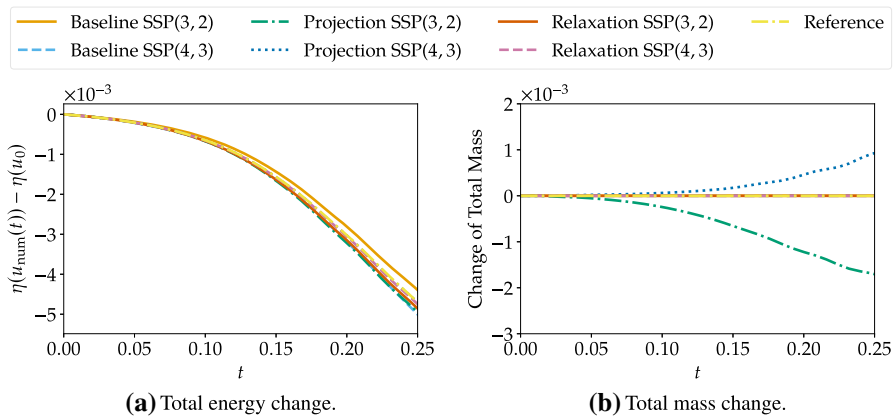 Baseline SSP(3, 2) Projection SSP(3, 2) Relaxation SSP(3, 2) Reference
Baseline SSP(4, 3) Projection SSP(4, 3) Relaxation SSP(4, 3)
×10⁻³
0
−1
−2
−3
−4
−5
η(u_num(t)) − η(u₀)
0.00 0.05 0.10 0.15 0.20 0.25
t
(a) Total energy change.
×10⁻³
2
1
0
−1
−2
−3
Change of Total Mass
0.00 0.05 0.10 0.15 0.20 0.25
t
(b) Total mass change.